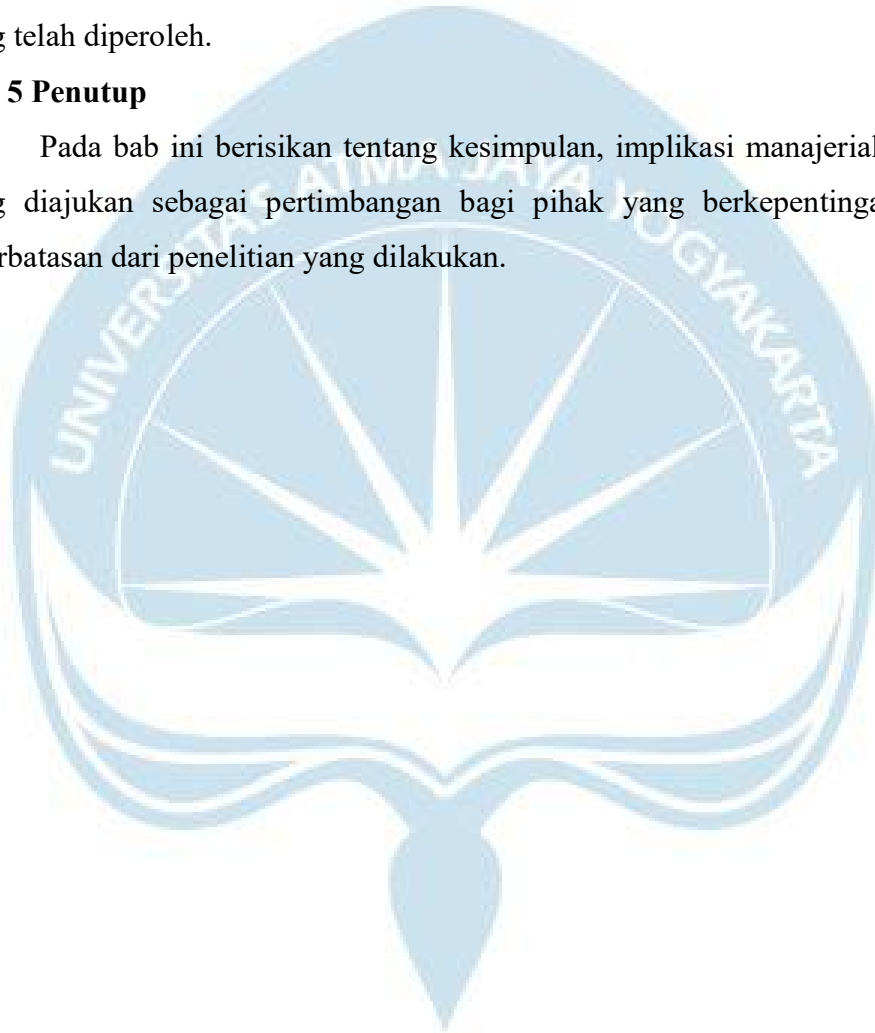 g telah diperoleh.
5 Penutup
Pada bab ini berisikan tentang kesimpulan, implikasi manajerial
g diajukan sebagai pertimbangan bagi pihak yang berkepentinga
rbatasan dari penelitian yang dilakukan.
UNIVERSITAS ATMA JAYA YOGYAKARTA